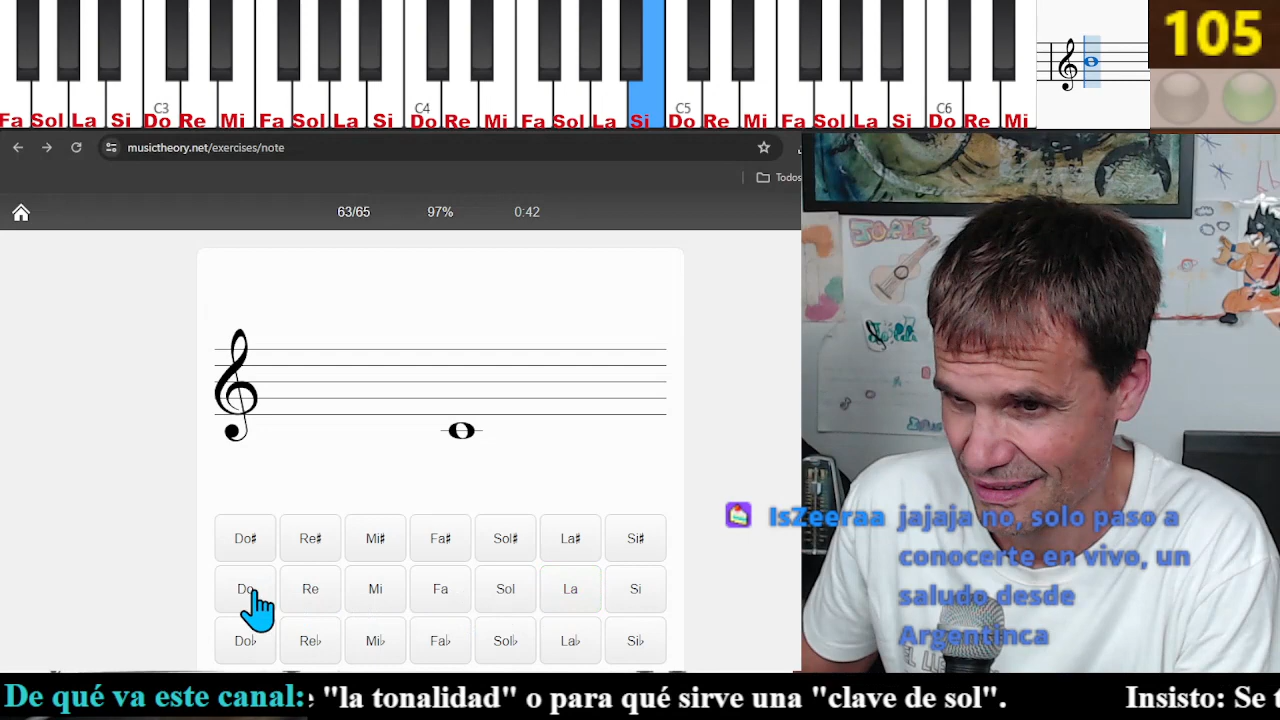 105
C3
C4
C5
C6
Fa Sol La Si Do Re Mi Fa Sol La Si Do Re Mi Fa Sol La Si Do Re Mi Fa Sol La Si Do Re Mi
musictheory.net/exercises/note
Todos
63/65 97% 0:42
Do♯ Re♯ Mi♯ Fa♯ Sol♯ La♯ Si♯
Do Re Mi Fa Sol La Si
Do♭ Re♭ Mi♭ Fa♭ Sol♭ La♭ Si♭
IsZeeraa jajaja no, solo paso a
conocerte en vivo, un
saludo desde
Argentinca
De qué va este canal: e "la tonalidad" o para qué sirve una "clave de sol". Insisto: Se t